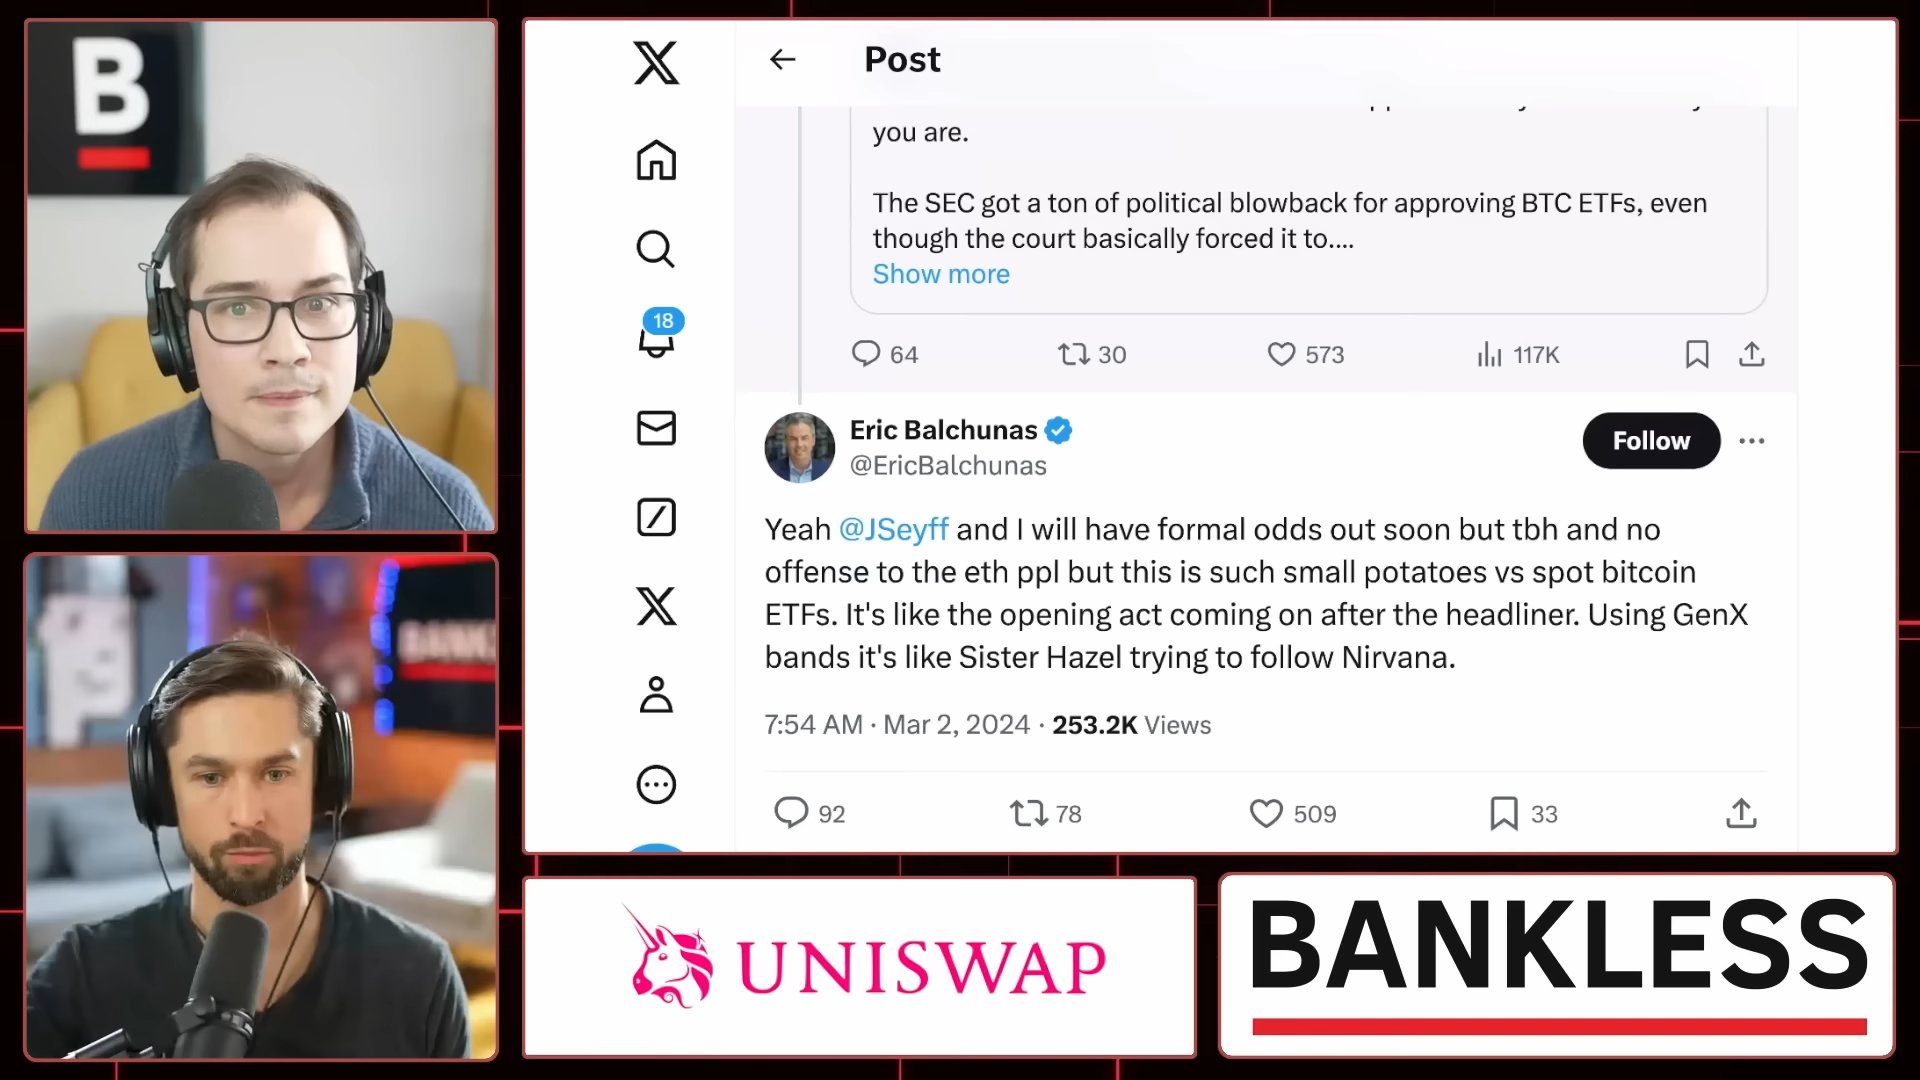 B
Post
you are.
The SEC got a ton of political blowback for approving BTC ETFs, even
though the court basically forced it to....
Show more
18
64
30
573
117K
Eric Balchunas
@EricBalchunas
Follow
Yeah @JSeyff and I will have formal odds out soon but tbh and no
offense to the eth ppl but this is such small potatoes vs spot bitcoin
ETFs. It's like the opening act coming on after the headliner. Using GenX
bands it's like Sister Hazel trying to follow Nirvana.
7:54 AM · Mar 2, 2024 · 253.2K Views
92
78
509
33
UNISWAP
BANKLESS